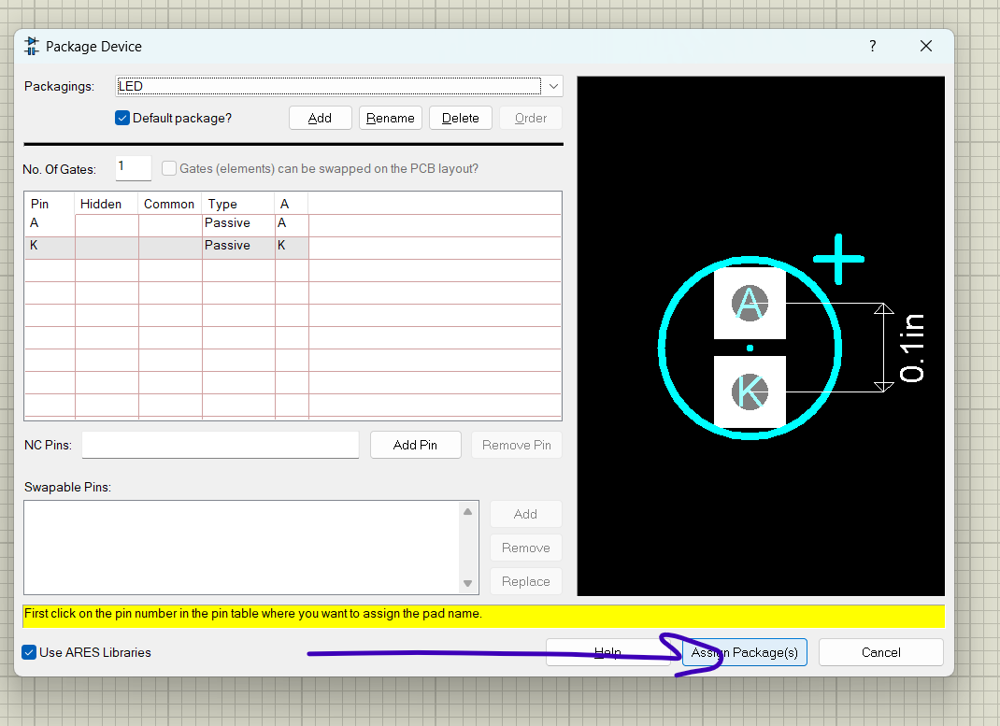 Package Device ?
Packagings: LED
Default package? Add Rename Delete Order
No. Of Gates: 1 Gates (elements) can be swapped on the PCB layout?
Pin Hidden Common Type A
A Passive A
K Passive K
NC Pins: Add Pin Remove Pin
Swapable Pins:
Add
Remove
Replace
A
K
0.1in
First click on the pin number in the pin table where you want to assign the pad name.
Use ARES Libraries Help Assign Package(s) Cancel